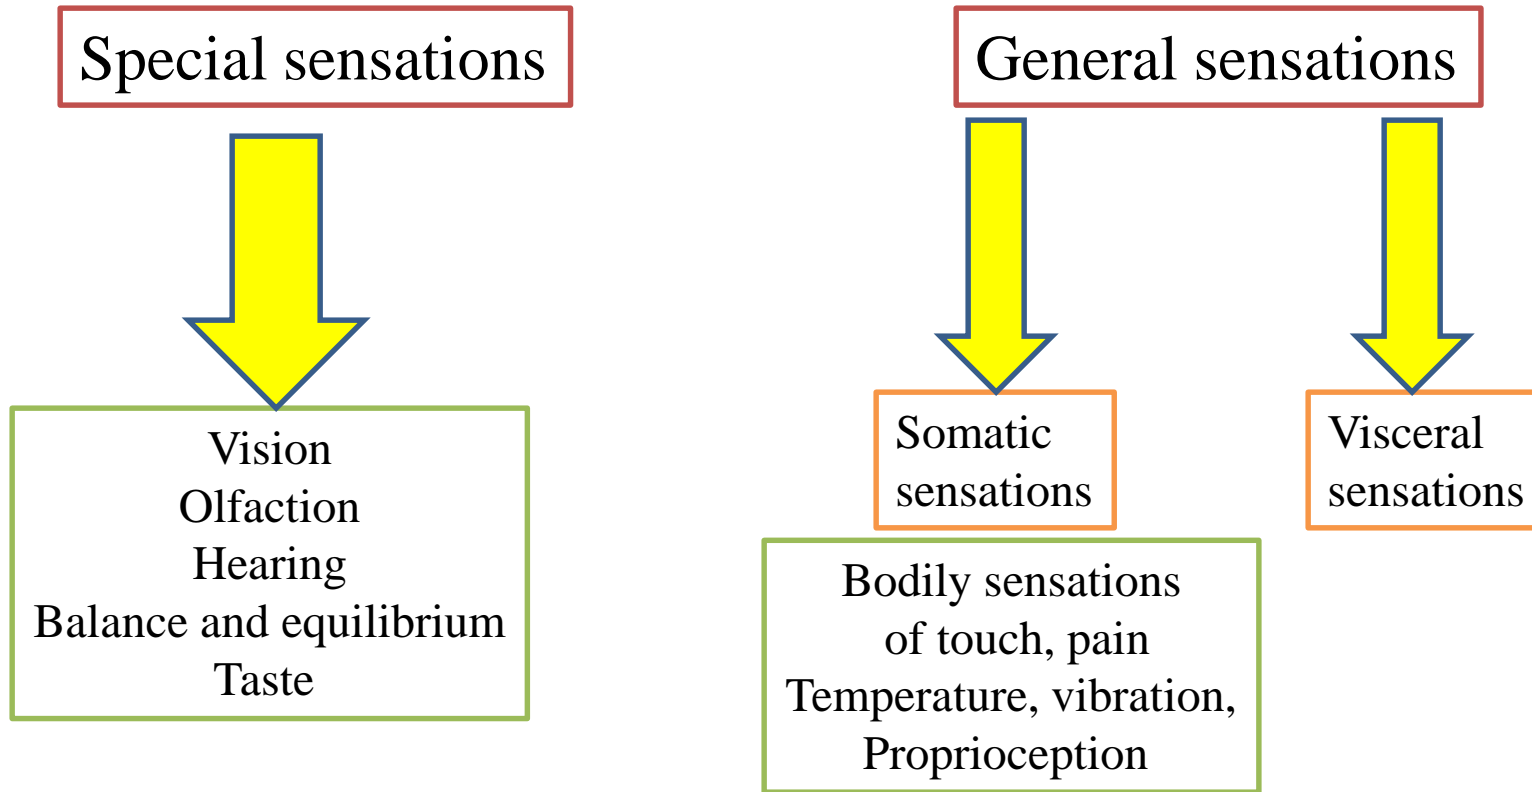 Special sensations
General sensations
Vision
Olfaction
Hearing
Balance and equilibrium
Taste
Somatic
sensations
Visceral
sensations
Bodily sensations
of touch, pain
Temperature, vibration,
Proprioception